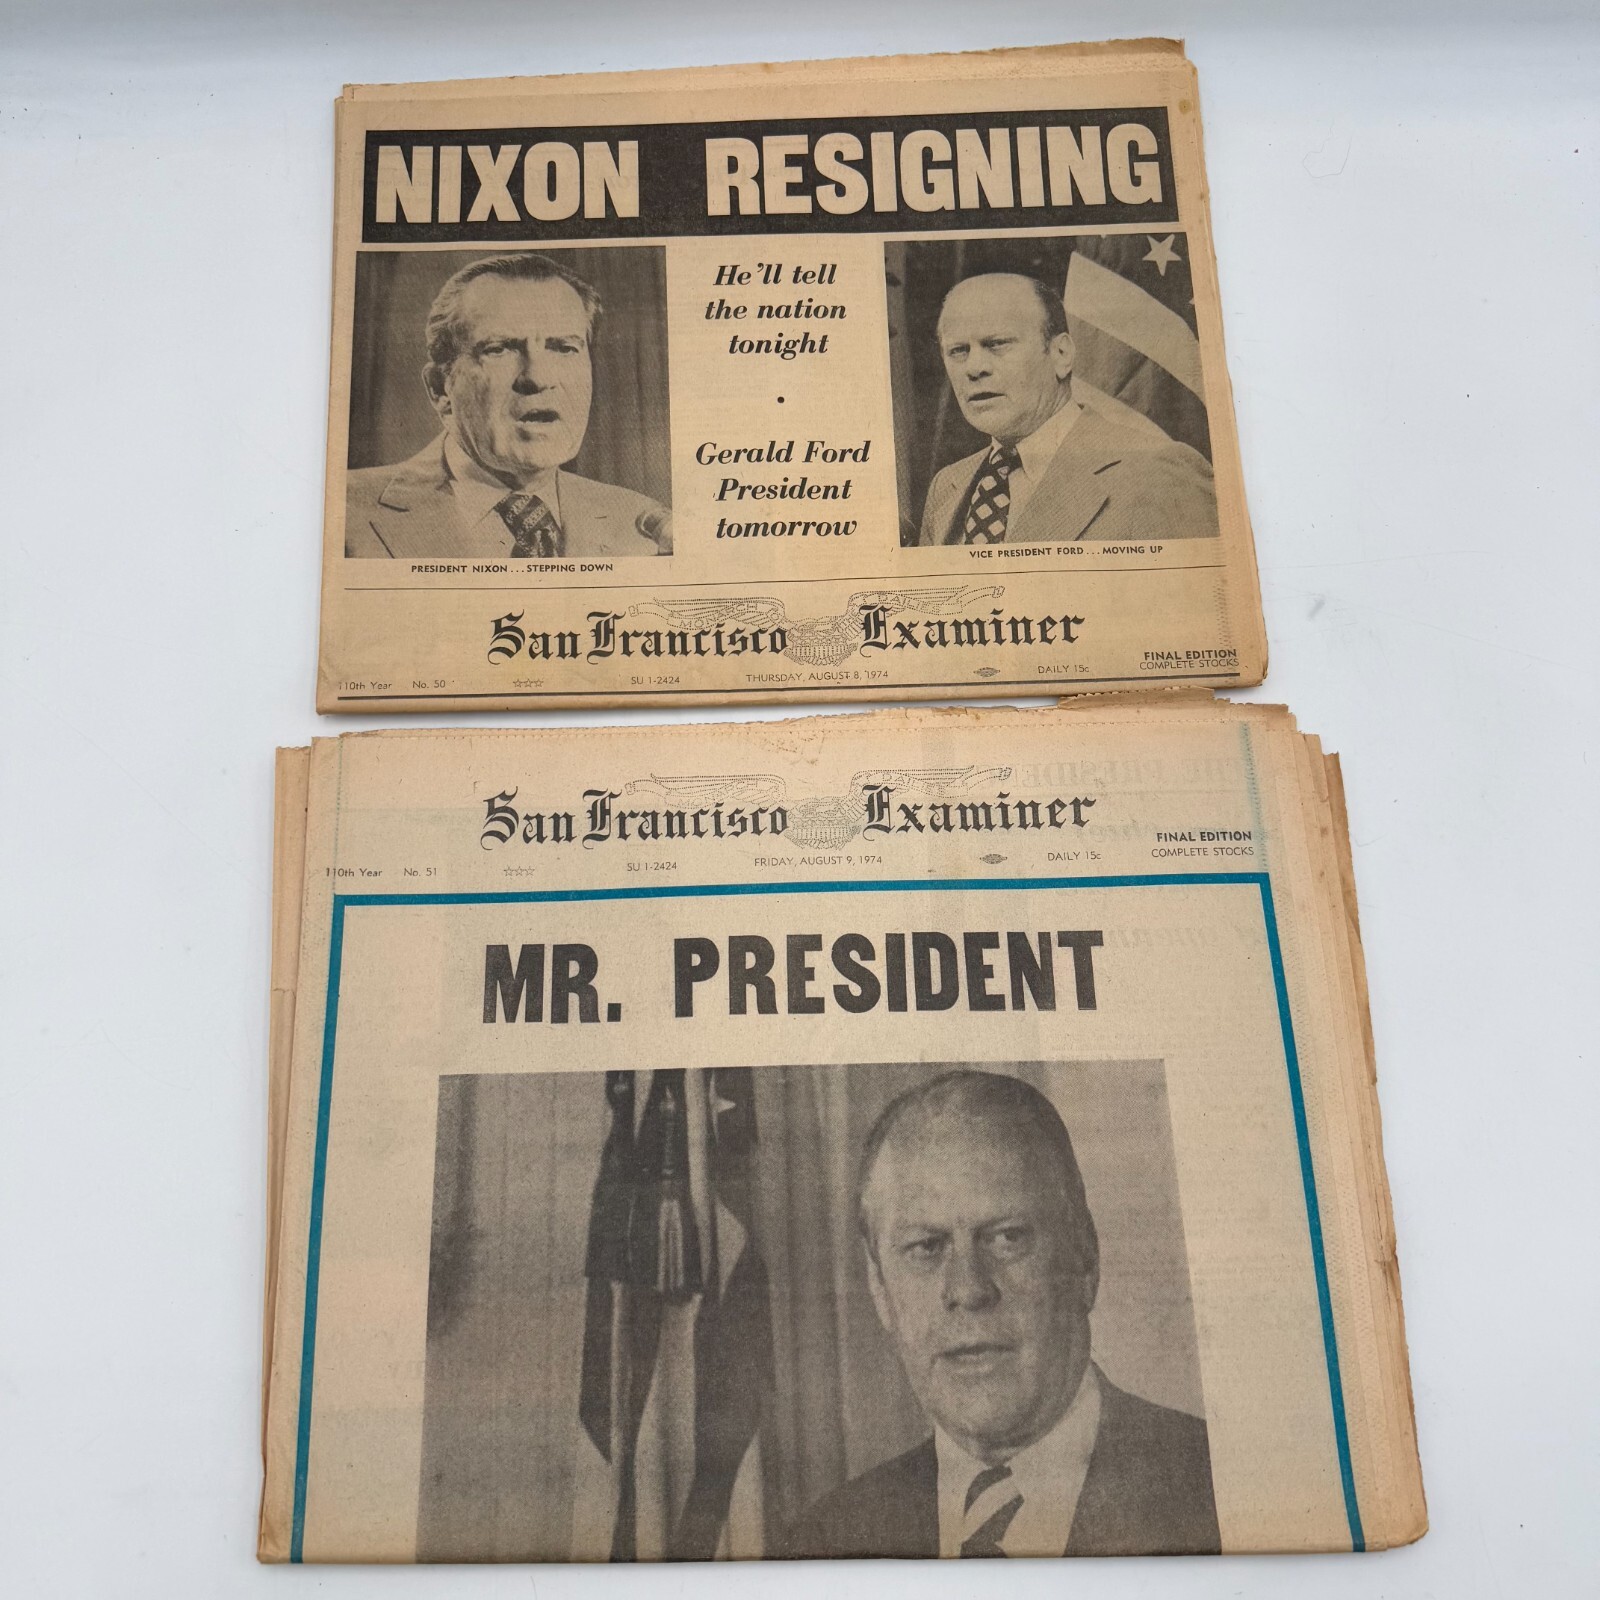 NIXON RESIGNING
He'll tell
the nation
tonight
•
Gerald Ford
President
tomorrow
PRESIDENT NIXON...STEPPING DOWN
VICE PRESIDENT FORD...MOVING UP
MONARCH DAILIES
San Francisco Examiner
FINAL EDITION
COMPLETE STOCKS
110th Year No. 50 ☆☆☆ SU 1-2424 THURSDAY, AUGUST 8, 1974 DAILY 15c
San Francisco Examiner
FINAL EDITION
COMPLETE STOCKS
110th Year No. 51 ☆☆☆ SU 1-2424 FRIDAY, AUGUST 9, 1974 DAILY 15c
MR. PRESIDENT